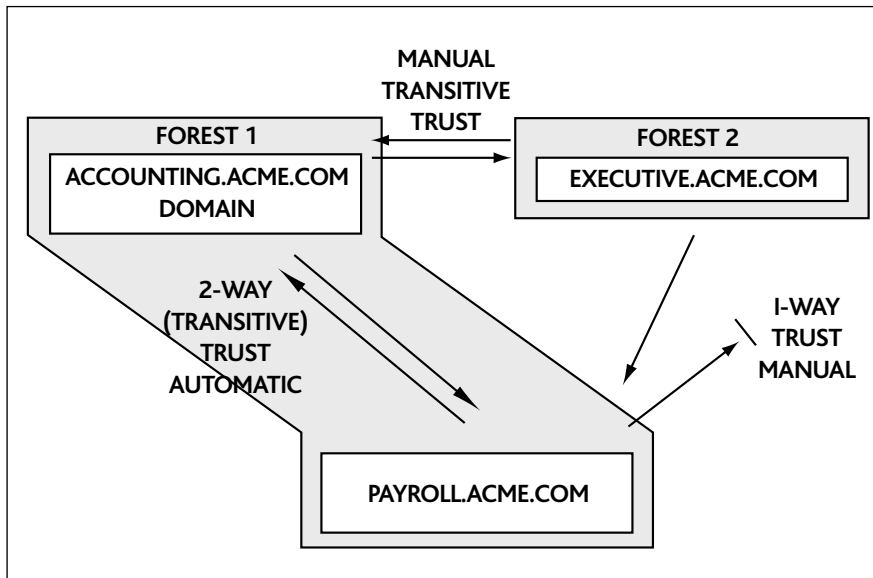 MANUAL
TRANSITIVE
TRUST
FOREST 1
ACCOUNTING.ACME.COM
DOMAIN
FOREST 2
EXECUTIVE.ACME.COM
2-WAY
(TRANSITIVE)
TRUST
AUTOMATIC
I-WAY
TRUST
MANUAL
PAYROLL.ACME.COM